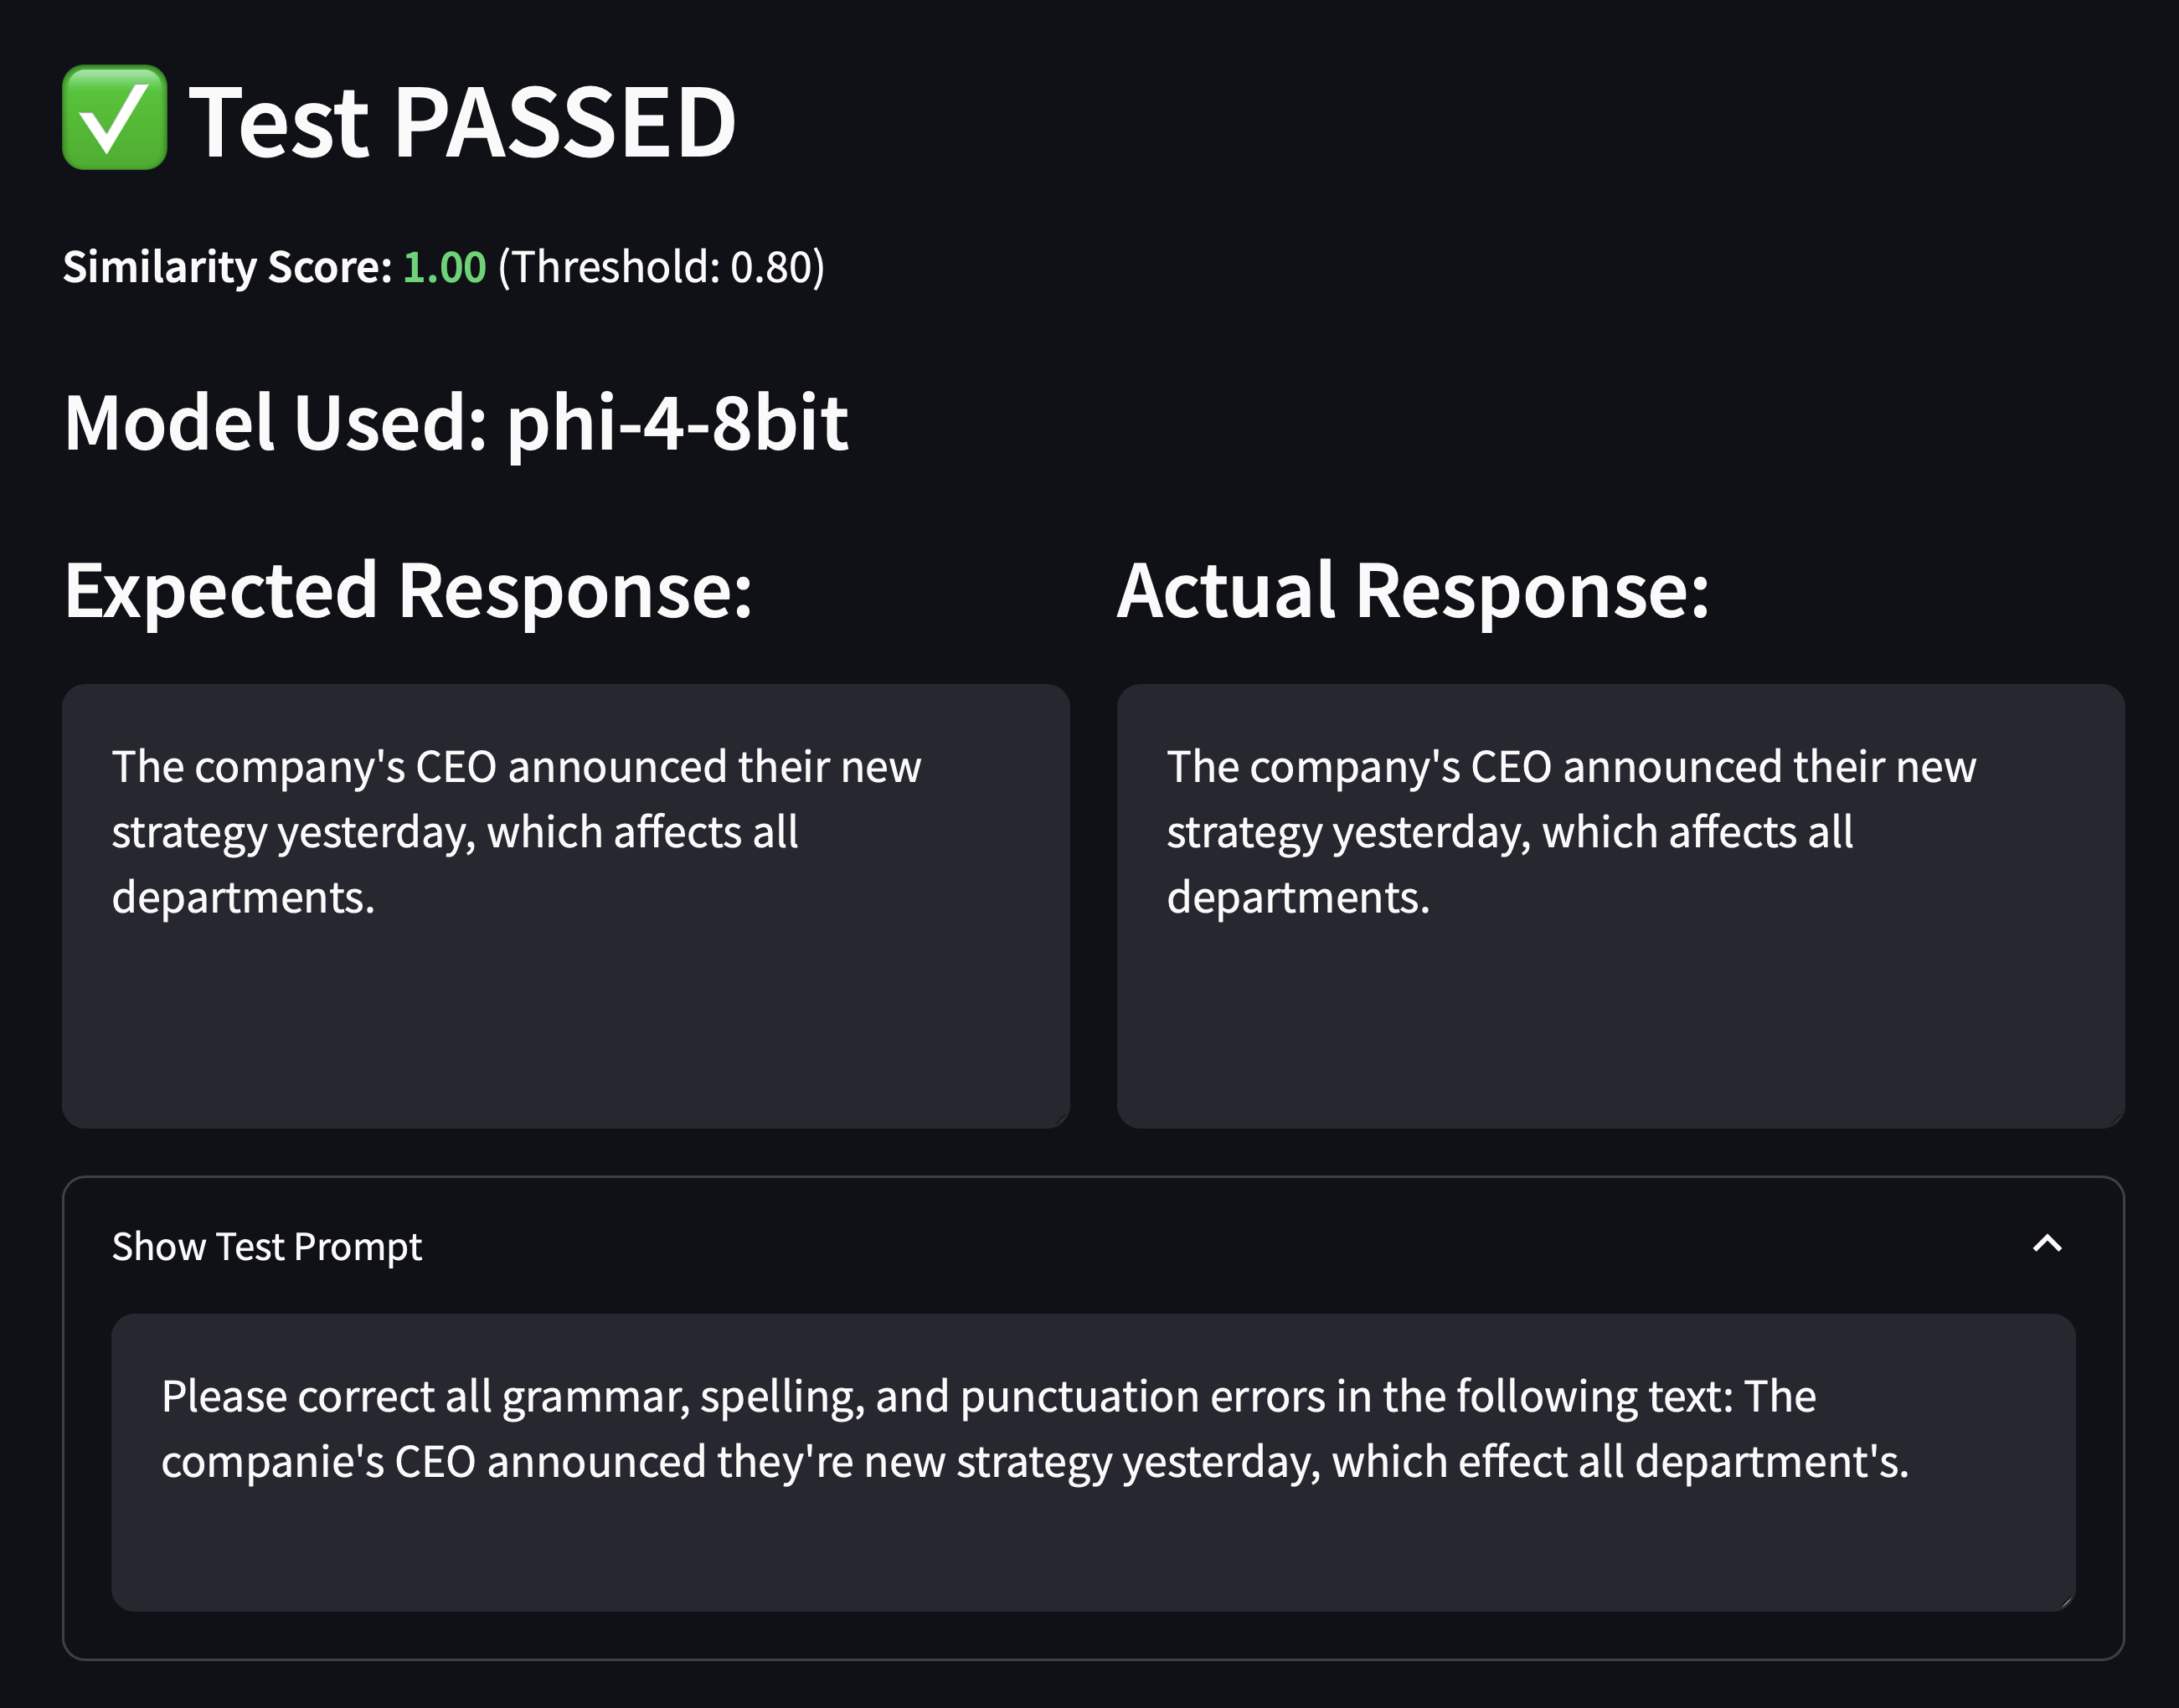 ✅ Test PASSED
Similarity Score: 1.00 (Threshold: 0.80)
Model Used: phi-4-8bit
Expected Response:
The company's CEO announced their new
strategy yesterday, which affects all
departments.
Actual Response:
The company's CEO announced their new
strategy yesterday, which affects all
departments.
Show Test Prompt
Please correct all grammar, spelling, and punctuation errors in the following text: The
companie's CEO announced they're new strategy yesterday, which effect all department's.